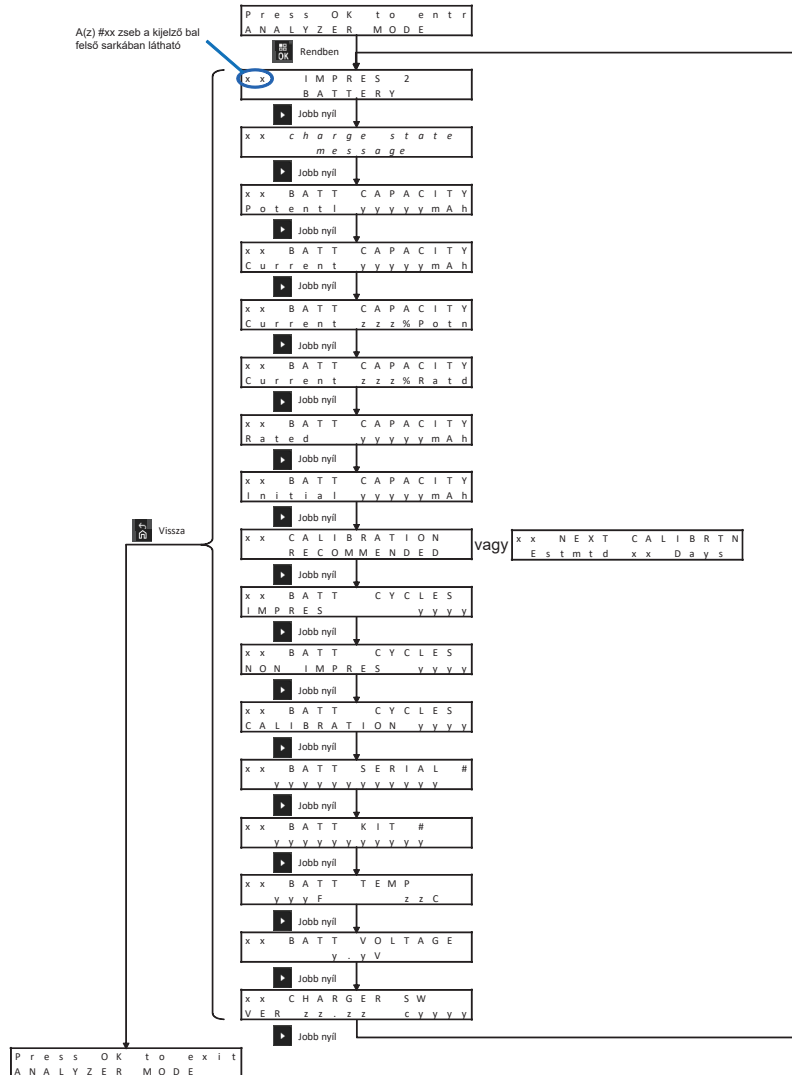 Press OK to entr
ANALYZER MODE
A(z) #xx zseb a kijelző bal
felső sarkában látható
OK
Rendben
xx IMPRES 2
BATTERY
Jobb nyíl
xx charge state
message
Jobb nyíl
xx BATT CAPACITY
Potentl yyyyymAh
Jobb nyíl
xx BATT CAPACITY
Current yyyyymAh
Jobb nyíl
xx BATT CAPACITY
Current zzz%Potn
Jobb nyíl
xx BATT CAPACITY
Current zzz%Ratd
Jobb nyíl
xx BATT CAPACITY
Rated yyyyymAh
Jobb nyíl
xx BATT CAPACITY
Initial yyyyymAh
Jobb nyíl
Vissza
xx CALIBRATION
RECOMMENDED
vagy
xx NEXT CALIBRTN
Estmtd xx Days
Jobb nyíl
xx BATT CYCLES
IMPRES yyyy
Jobb nyíl
xx BATT CYCLES
NON IMPRES yyyy
Jobb nyíl
xx BATT CYCLES
CALIBRATION yyyy
Jobb nyíl
xx BATT SERIAL #
yyyyyyyyyyyy
Jobb nyíl
xx BATT KIT #
yyyyyyyyyyy
Jobb nyíl
xx BATT TEMP
yyyF zzC
Jobb nyíl
xx BATT VOLTAGE
y.yV
Jobb nyíl
xx CHARGER SW
VER zz.zz cyyyy
Jobb nyíl
Press OK to exit
ANALYZER MODE